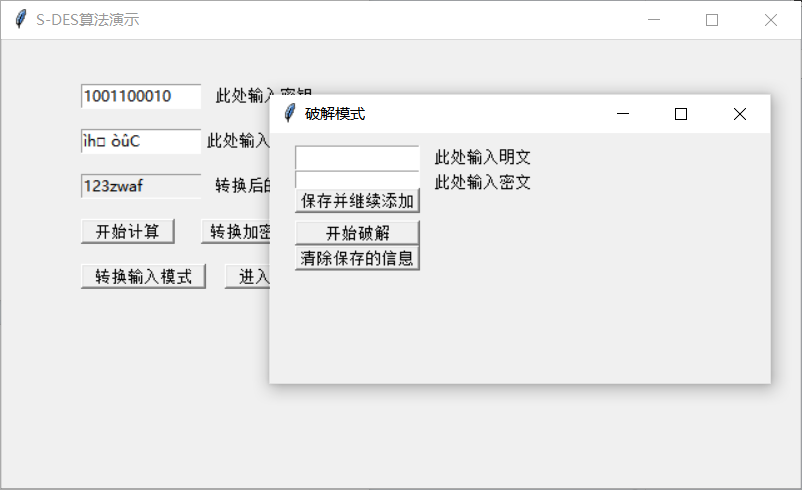 S-DES算法演示
1001100010 此处输入密钥
ìh□ òûC 此处输入
123zwaf 转换后的
开始计算 转换加密
转换输入模式 进入
破解模式
此处输入明文
此处输入密文
保存并继续添加
开始破解
清除保存的信息